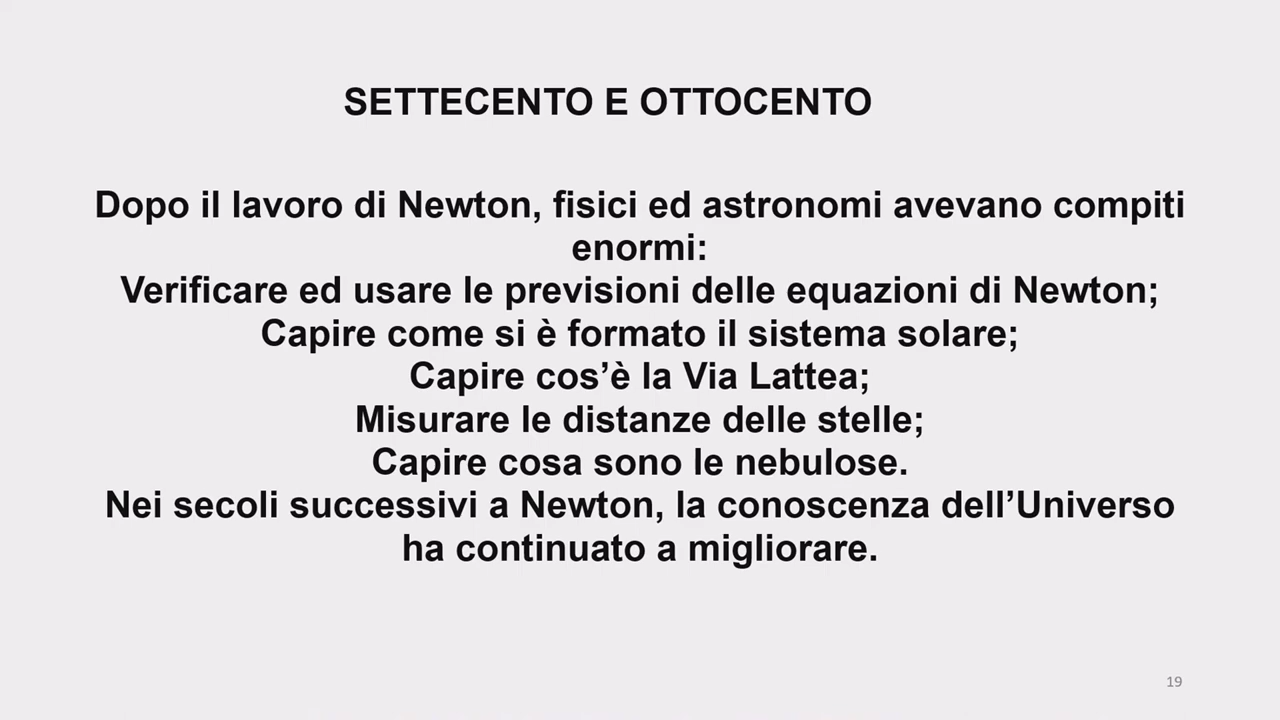 SETTECENTO E OTTOCENTO
Dopo il lavoro di Newton, fisici ed astronomi avevano compiti
enormi:
Verificare ed usare le previsioni delle equazioni di Newton;
Capire come si è formato il sistema solare;
Capire cos’è la Via Lattea;
Misurare le distanze delle stelle;
Capire cosa sono le nebulose.
Nei secoli successivi a Newton, la conoscenza dell’Universo
ha continuato a migliorare.
19